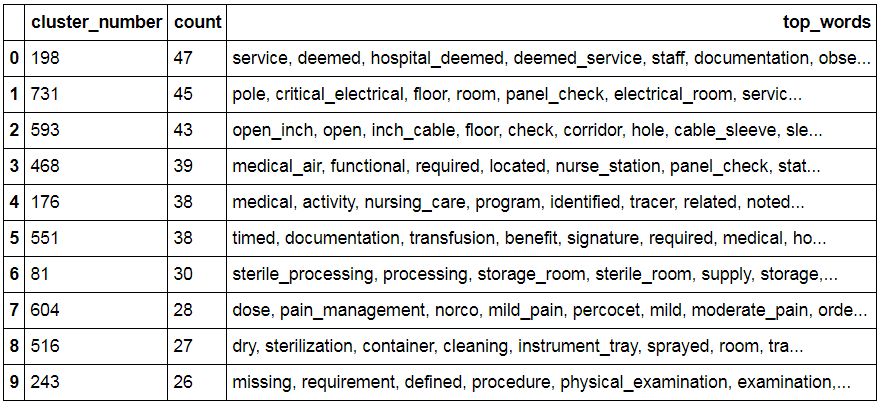 cluster_number count top_words
0 198 47 service, deemed, hospital_deemed, deemed_service, staff, documentation, obse...
1 731 45 pole, critical_electrical, floor, room, panel_check, electrical_room, servic...
2 593 43 open_inch, open, inch_cable, floor, check, corridor, hole, cable_sleeve, sle...
3 468 39 medical_air, functional, required, located, nurse_station, panel_check, stat...
4 176 38 medical, activity, nursing_care, program, identified, tracer, related, noted...
5 551 38 timed, documentation, transfusion, benefit, signature, required, medical, ho...
6 81 30 sterile_processing, processing, storage_room, sterile_room, supply, storage,...
7 604 28 dose, pain_management, norco, mild_pain, percocet, mild, moderate_pain, orde...
8 516 27 dry, sterilization, container, cleaning, instrument_tray, sprayed, room, tra...
9 243 26 missing, requirement, defined, procedure, physical_examination, examination,...